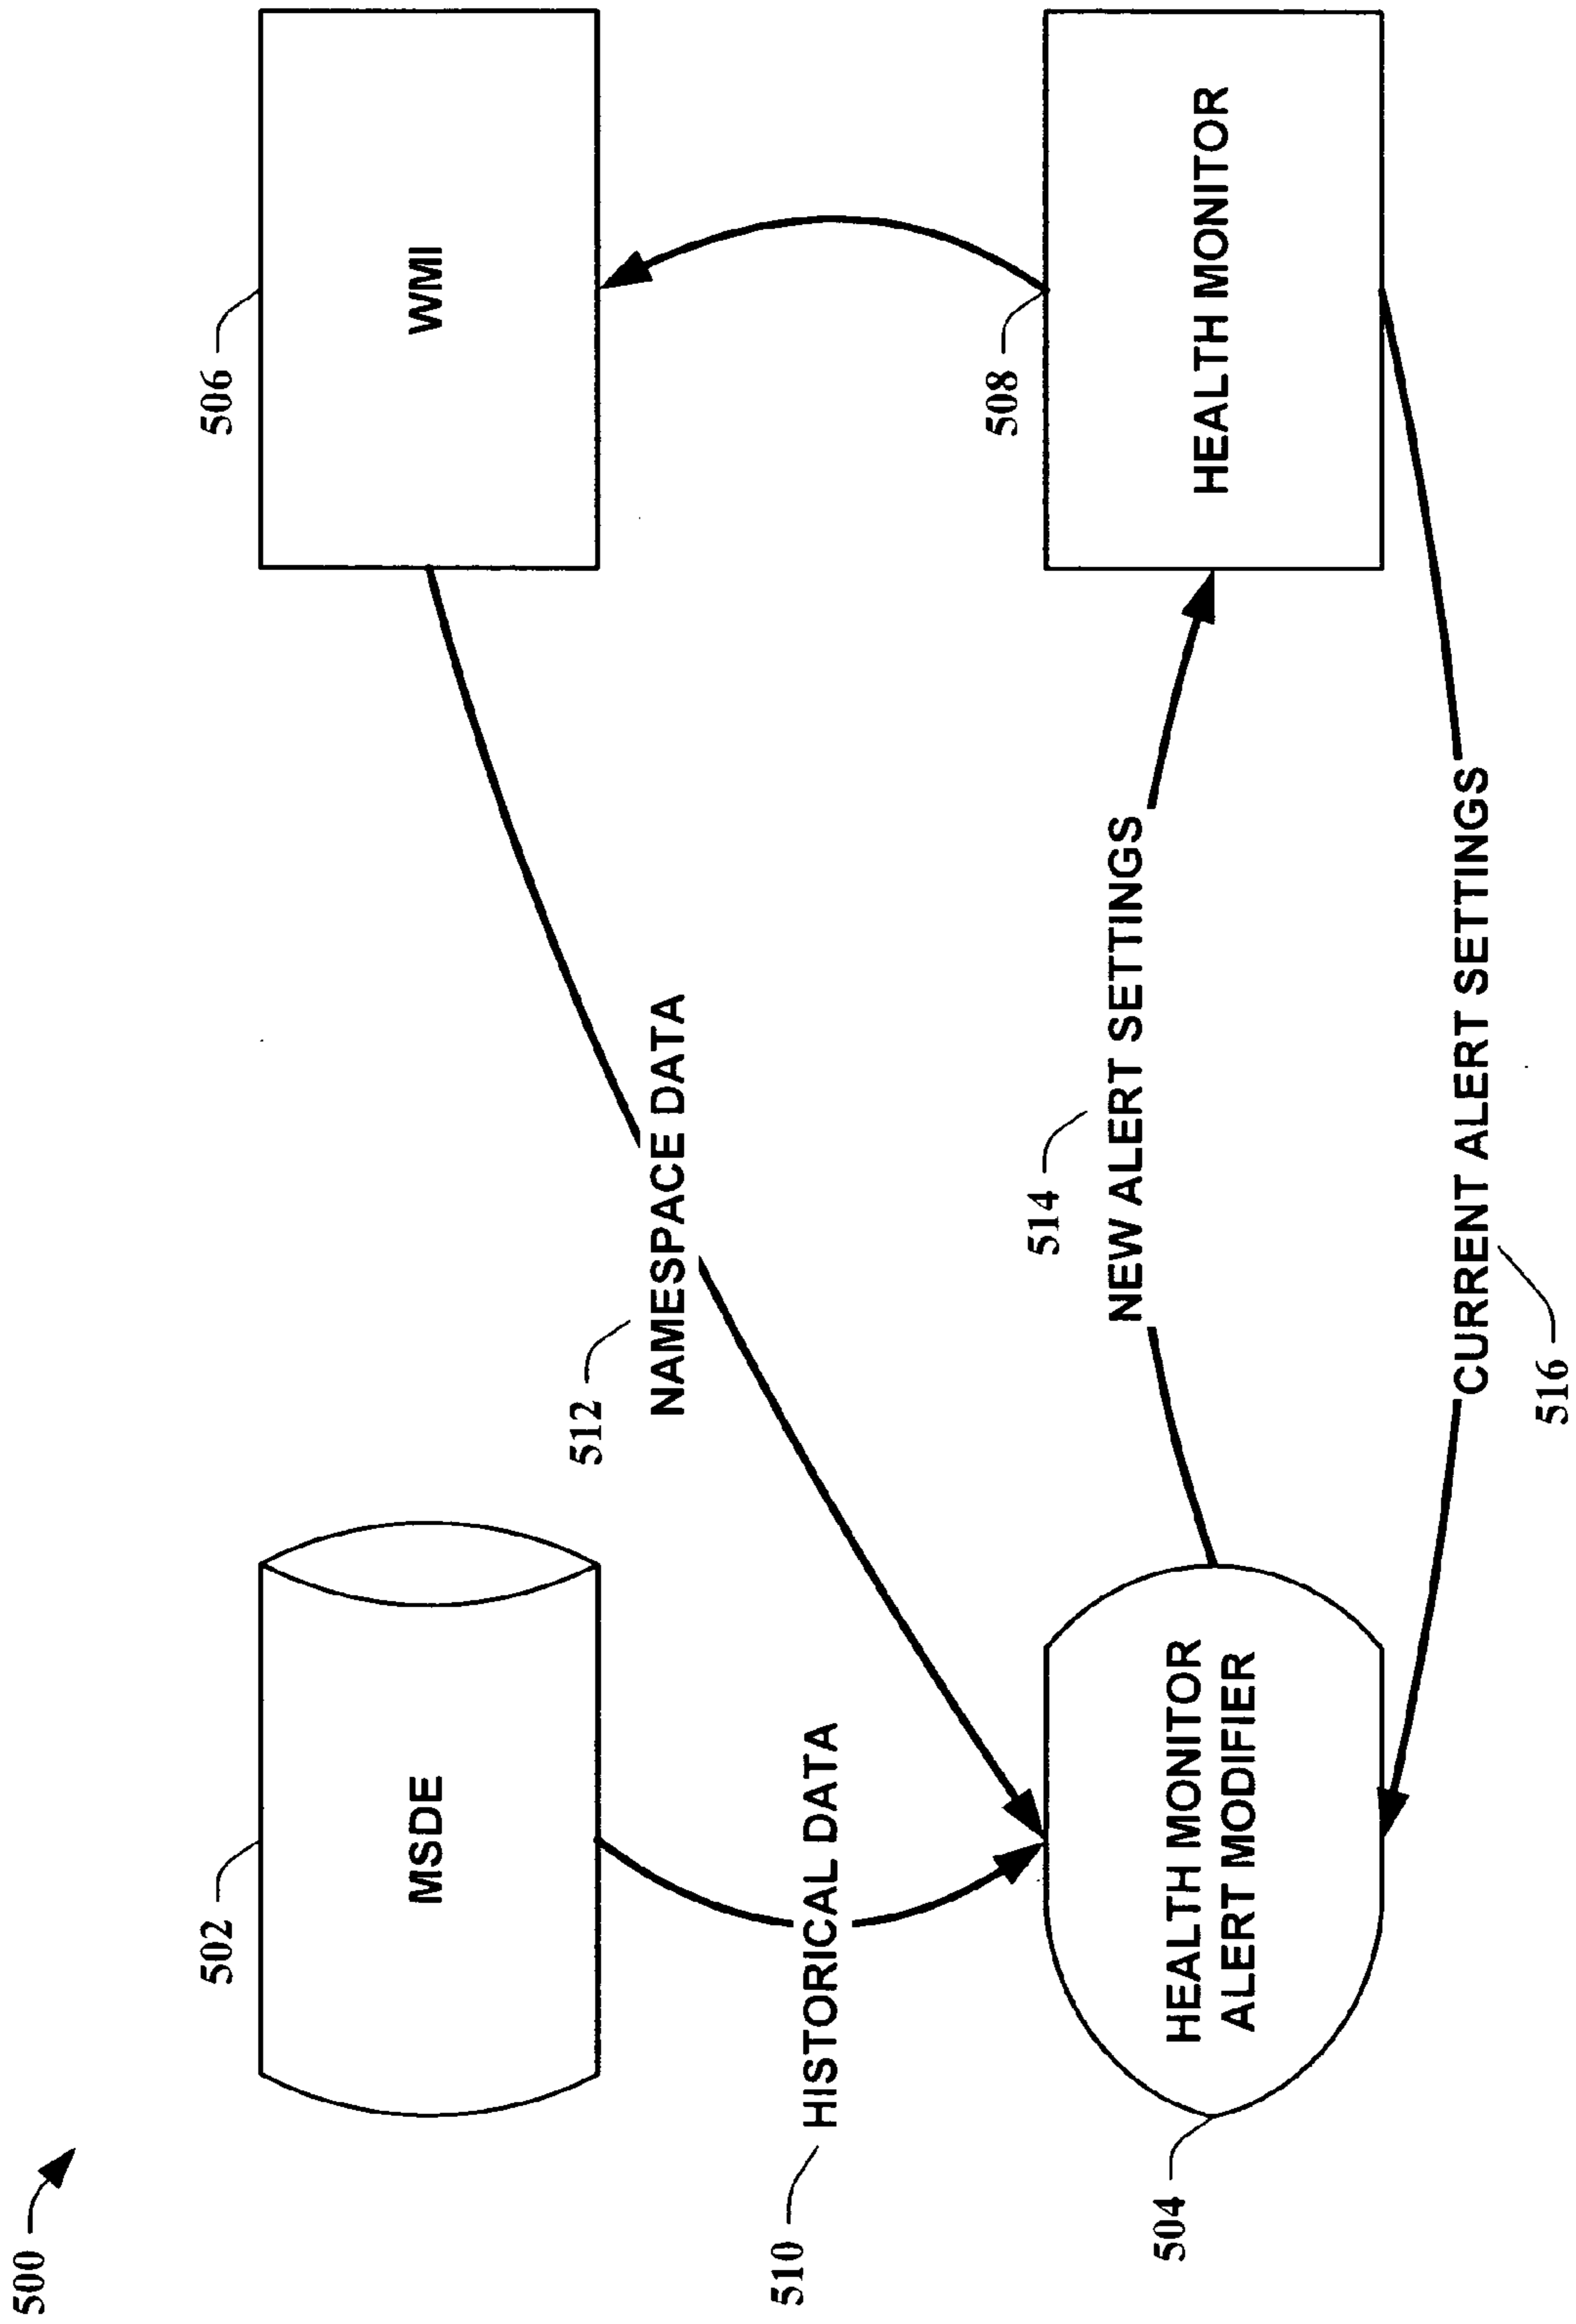 500
502
MSDE
506
WMI
512
NAMESPACE DATA
510
HISTORICAL DATA
504
HEALTH MONITOR
ALERT MODIFIER
514
NEW ALERT SETTINGS
508
HEALTH MONITOR
CURRENT ALERT SETTINGS
516